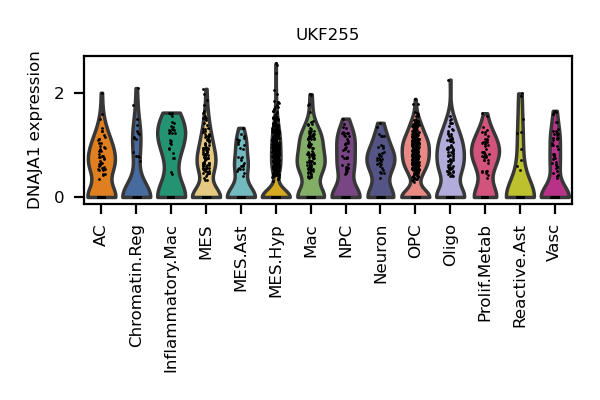 UKF255
DNAJA1 expression
2
0
AC
Chromatin.Reg
Inflammatory.Mac
MES
MES.Ast
MES.Hyp
Mac
NPC
Neuron
OPC
Oligo
Prolif.Metab
Reactive.Ast
Vasc